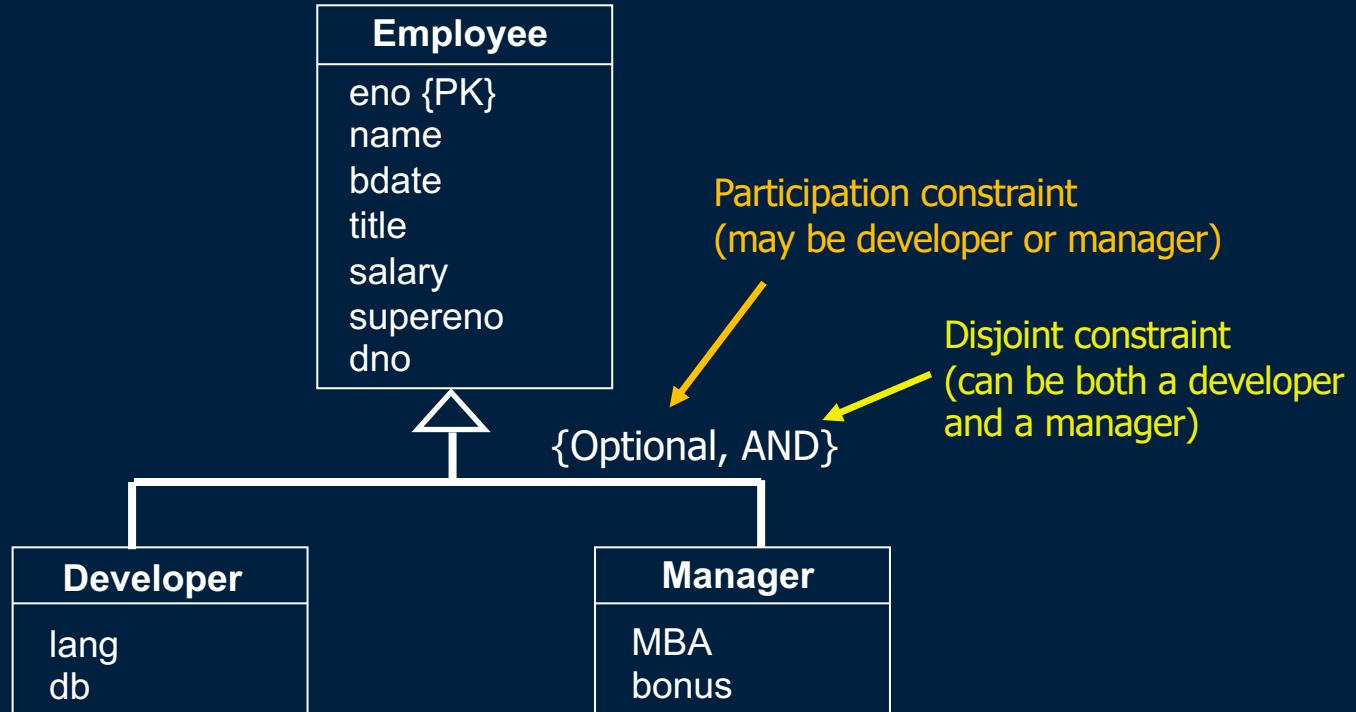 Employee
eno {PK}
name
bdate
title
salary
supereno
dno
Participation constraint
(may be developer or manager)
Disjoint constraint
(can be both a developer
and a manager)
{Optional, AND}
Developer
lang
db
Manager
MBA
bonus